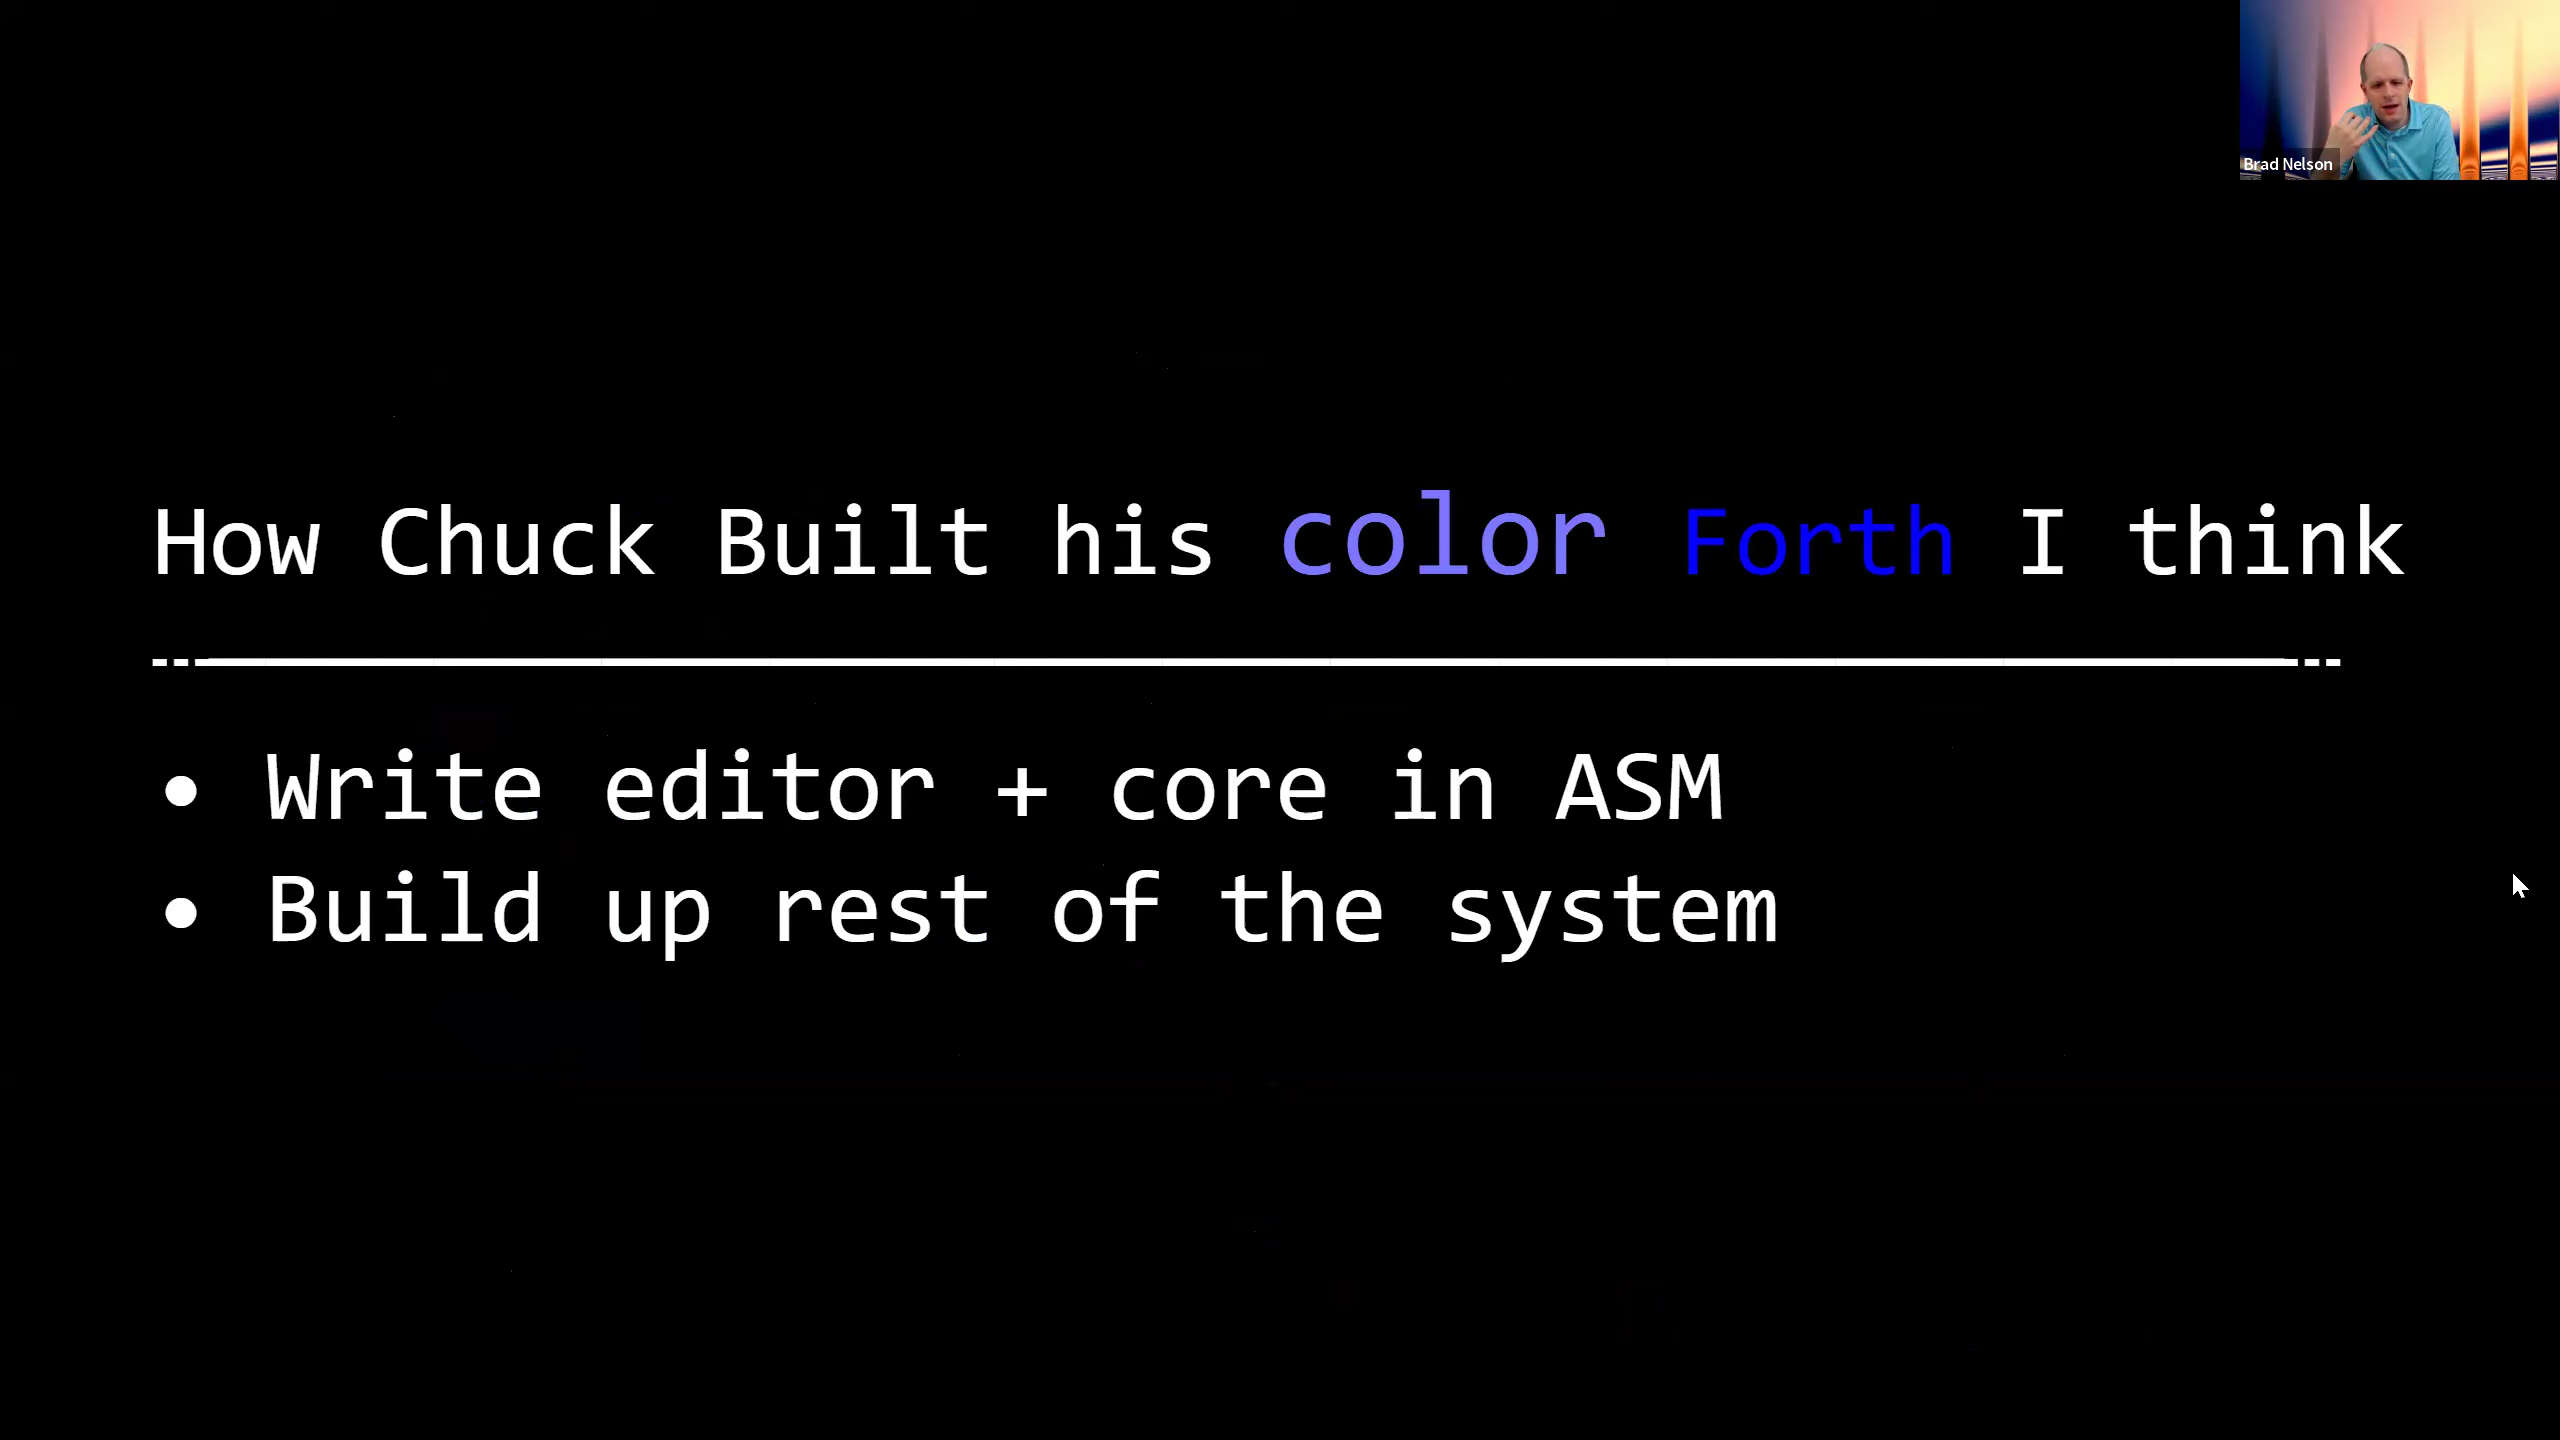 Brad Nelson
How Chuck Built his color Forth I think
• Write editor + core in ASM
• Build up rest of the system